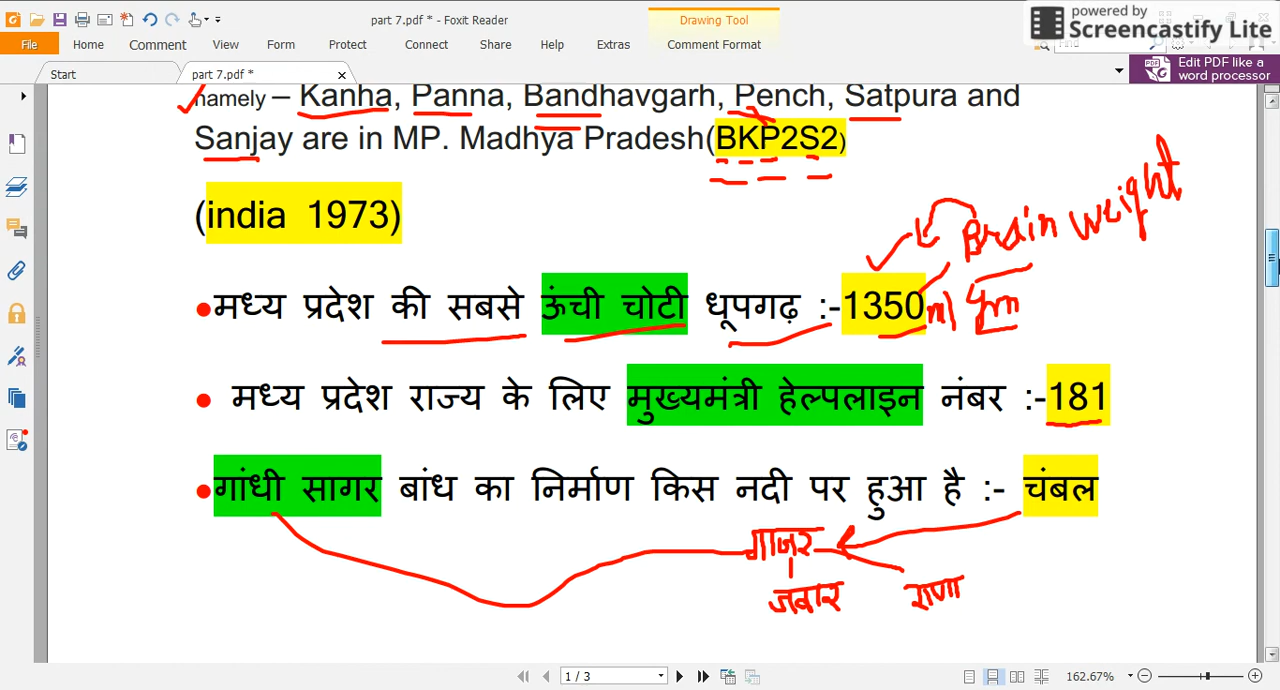 part 7.pdf * - Foxit Reader
Drawing Tool
powered by
Screencastify Lite
File Home Comment View Form Protect Connect Share Help Extras Comment Format
Find
Start
part 7.pdf *
Edit PDF like a
word processor
namely – Kanha, Panna, Bandhavgarh, Pench, Satpura and
Sanjay are in MP. Madhya Pradesh(BKP2S2)
(india 1973)
Brain weight
•मध्य प्रदेश की सबसे ऊंची चोटी धूपगढ़ :-1350m/ gm
• मध्य प्रदेश राज्य के लिए मुख्यमंत्री हेल्पलाइन नंबर :-181
•गांधी सागर बांध का निर्माण किस नदी पर हुआ है :- चंबल
गाजर
जवार राणा
1 / 3
162.67%